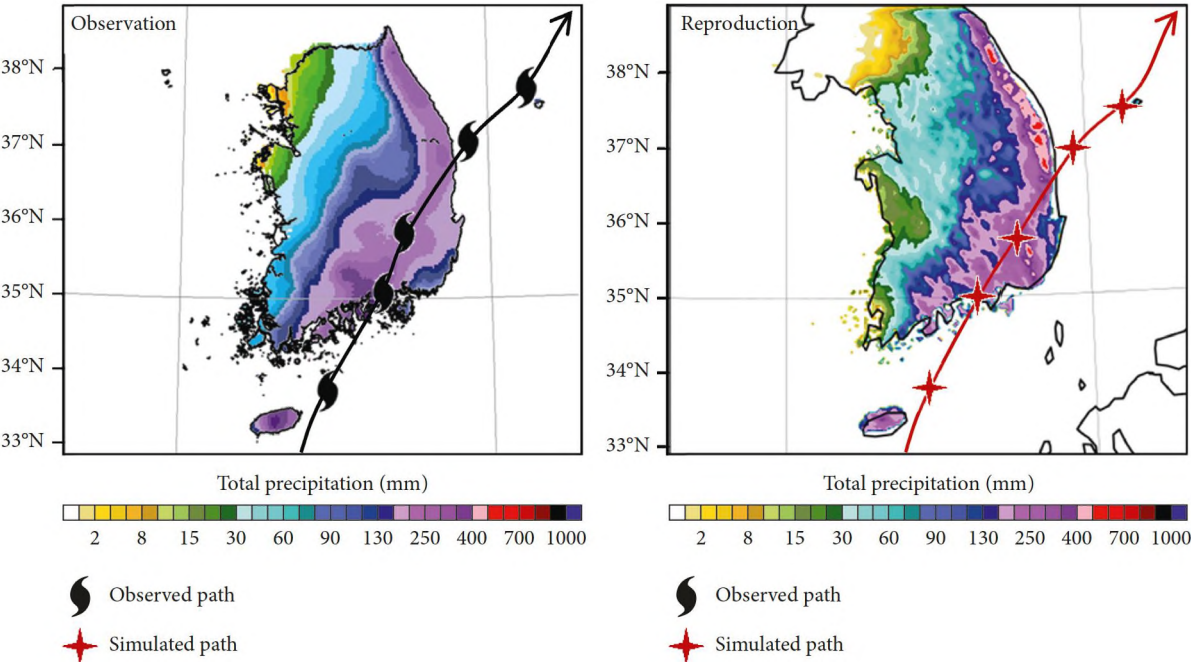 Observation
38°N
37°N
36°N
35°N
34°N
33°N
Total precipitation (mm)
2 8 15 30 60 90 130 250 400 700 1000
Observed path
Simulated path
Reproduction
38°N
37°N
36°N
35°N
34°N
33°N
Total precipitation (mm)
2 8 15 30 60 90 130 250 400 700 1000
Observed path
Simulated path